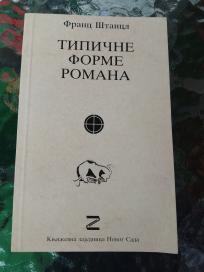 Франц Штанцл
ТИПИЧНЕ
ФОРМЕ
РОМАНА
Књижевна заједница Новог Сада